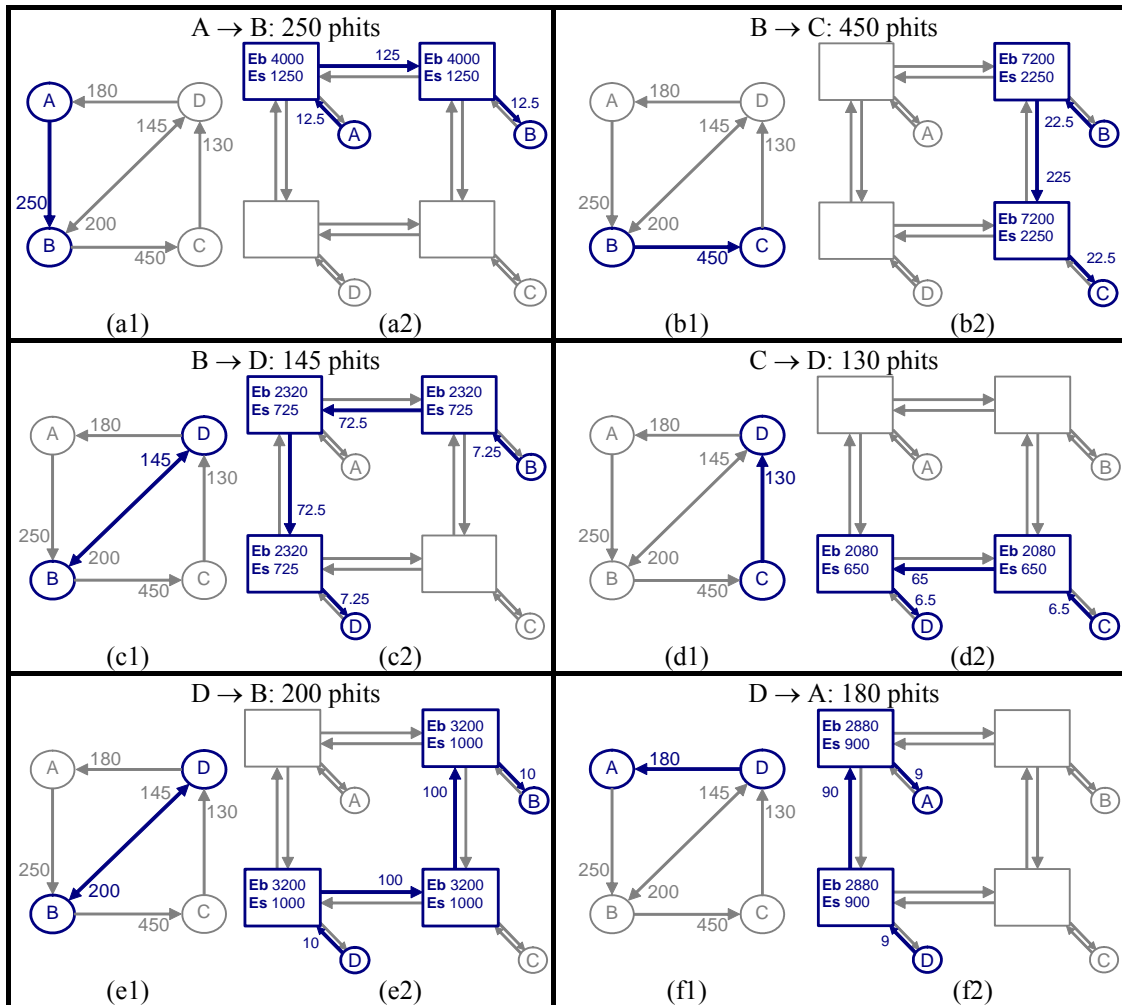 A → B: 250 phits
A
180
D
145
130
250
200
B
450
C
(a1)
Eb 4000
Es 1250
125
Eb 4000
Es 1250
12.5
A
12.5
B
D
C
(a2)
B → C: 450 phits
A
180
D
145
130
250
200
B
450
C
(b1)
Eb 7200
Es 2250
22.5
A
B
225
Eb 7200
Es 2250
22.5
D
C
(b2)
B → D: 145 phits
A
180
D
145
130
250
200
B
450
C
(c1)
Eb 2320
Es 725
72.5
Eb 2320
Es 725
7.25
A
B
72.5
Eb 2320
Es 725
7.25
D
C
(c2)
C → D: 130 phits
A
180
D
145
130
250
200
B
450
C
(d1)
A
B
Eb 2080
Es 650
65
Eb 2080
Es 650
6.5
D
6.5
C
(d2)
D → B: 200 phits
A
180
D
145
130
250
200
B
450
C
(e1)
Eb 3200
Es 1000
10
A
B
100
Eb 3200
Es 1000
100
Eb 3200
Es 1000
10
D
C
(e2)
D → A: 180 phits
A
180
D
145
130
250
200
B
450
C
(f1)
Eb 2880
Es 900
9
A
B
90
Eb 2880
Es 900
9
D
C
(f2)